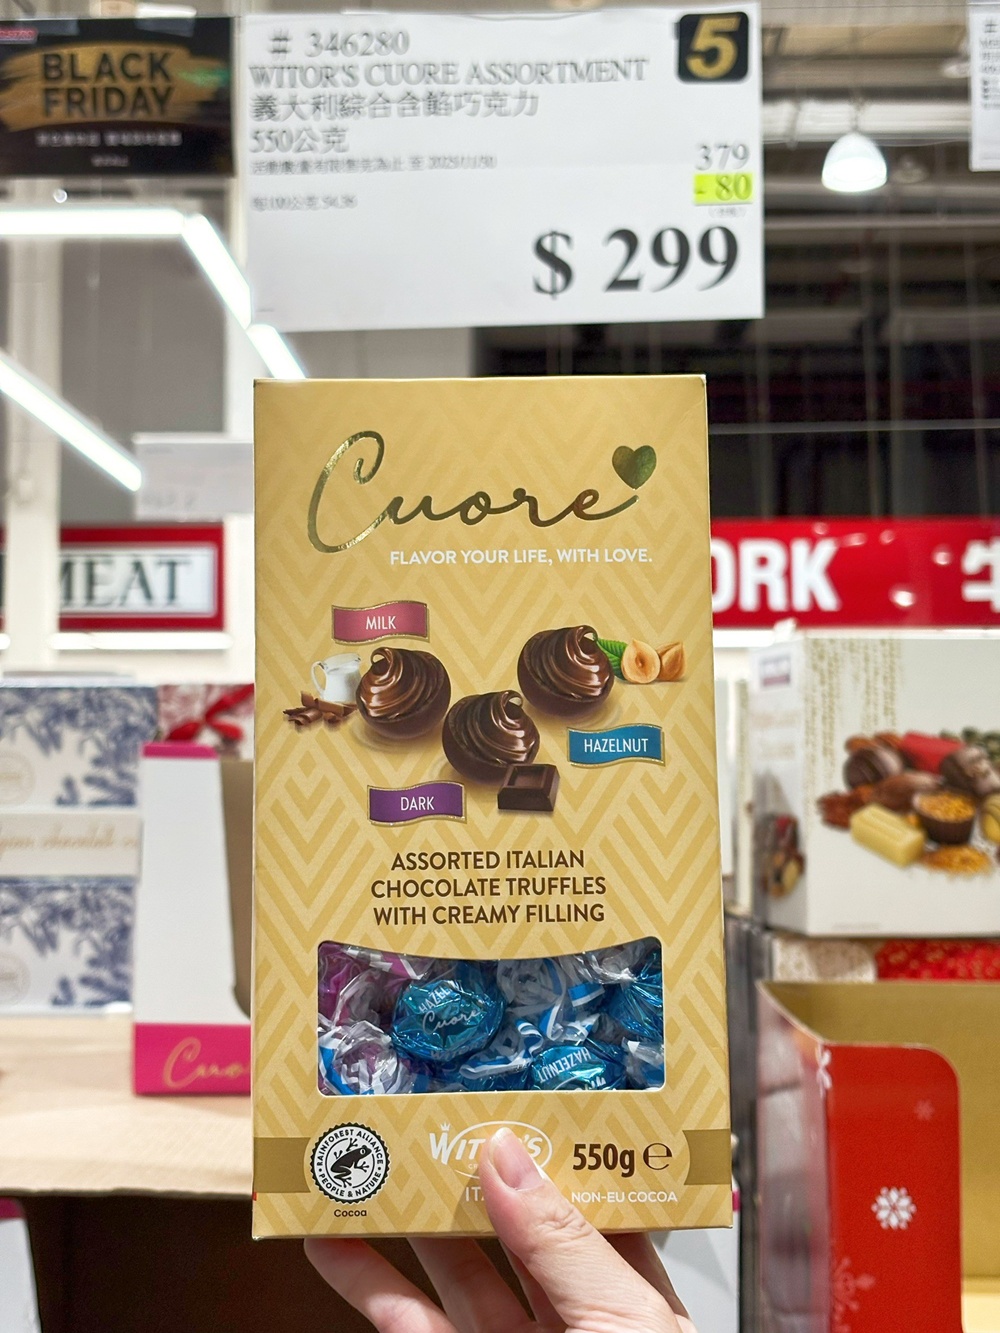 BLACK
FRIDAY
# 346280
WITOR'S CUORE ASSORTMENT
義大利綜合含餡巧克力
550公克
5
379
- 80
$ 299
MEAT
ORK
Cuore
FLAVOR YOUR LIFE, WITH LOVE.
MILK
HAZELNUT
DARK
ASSORTED ITALIAN
CHOCOLATE TRUFFLES
WITH CREAMY FILLING
Cuore
HAZELNUT
RAINFOREST ALLIANCE
PEOPLE & NATURE
Cocoa
550g e
NON-EU COCOA